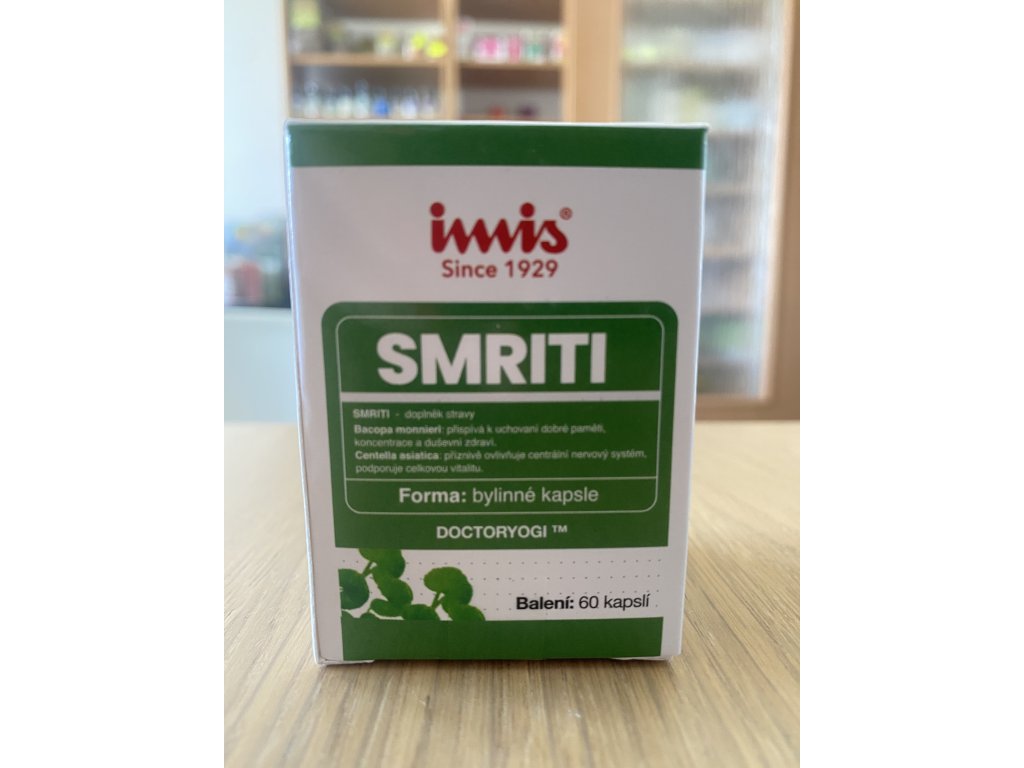 imis®
Since 1929
SMRITI
SMRITI - doplněk stravy
Bacopa monnieri: přispívá k uchovaní dobré paměti,
koncentrace a duševní zdraví.
Centella asiatica: příznivě ovlivňuje centrální nervový systém,
podporuje celkovou vitalitu.
Forma: bylinné kapsle
DOCTORYOGI ™
Balení: 60 kapslí